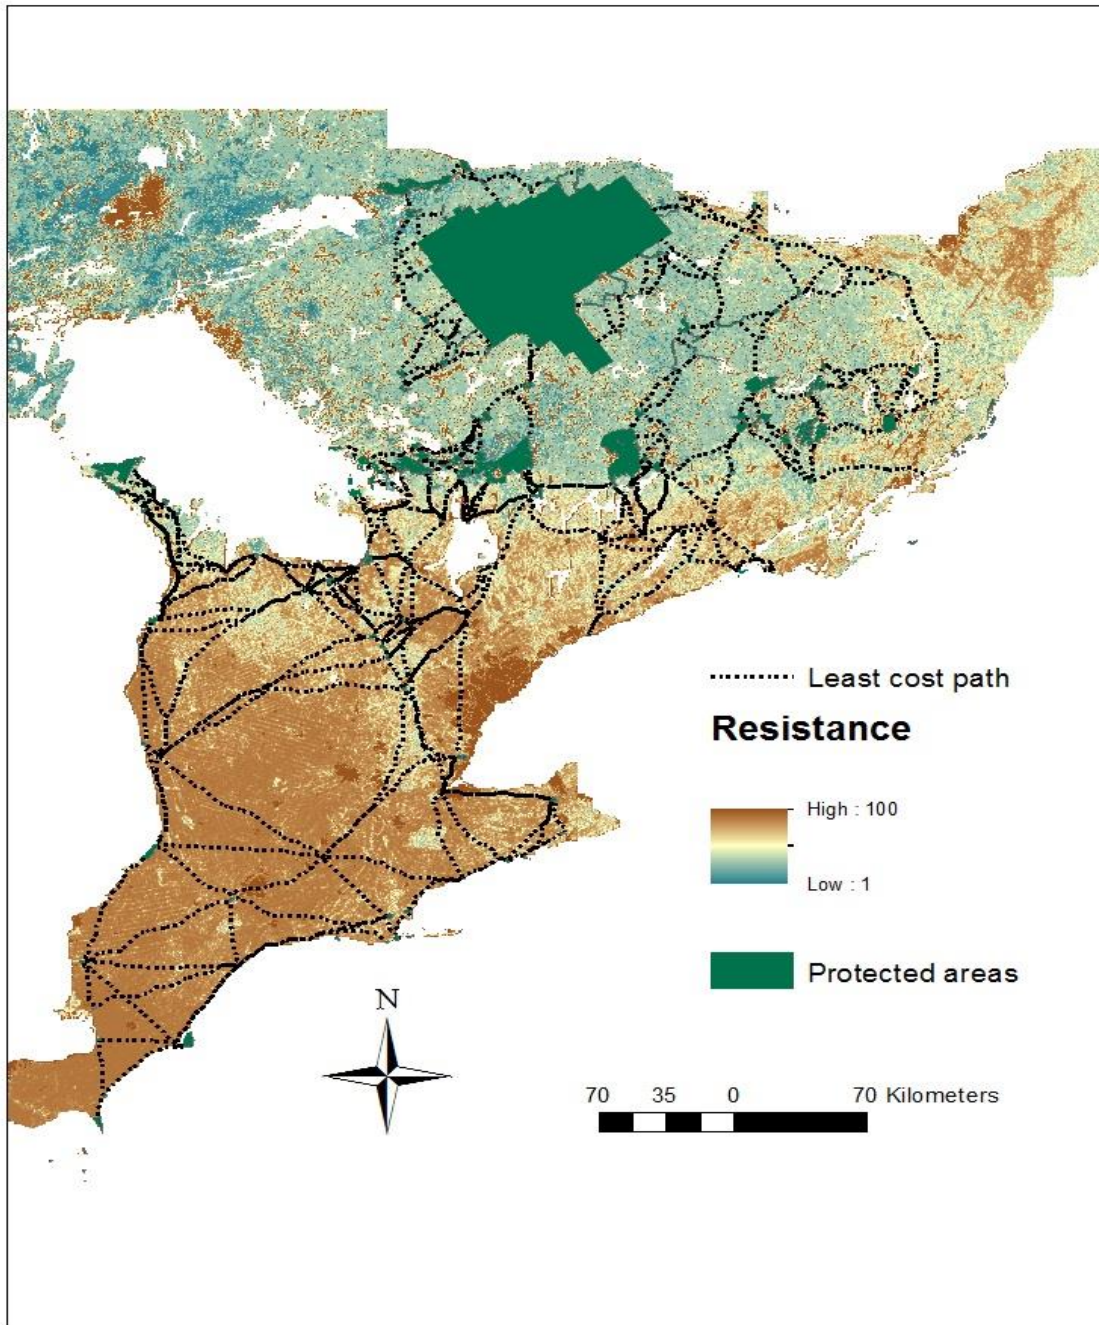 Least cost path
Resistance
High : 100
Low : 1
Protected areas
N
70 35 0 70 Kilometers